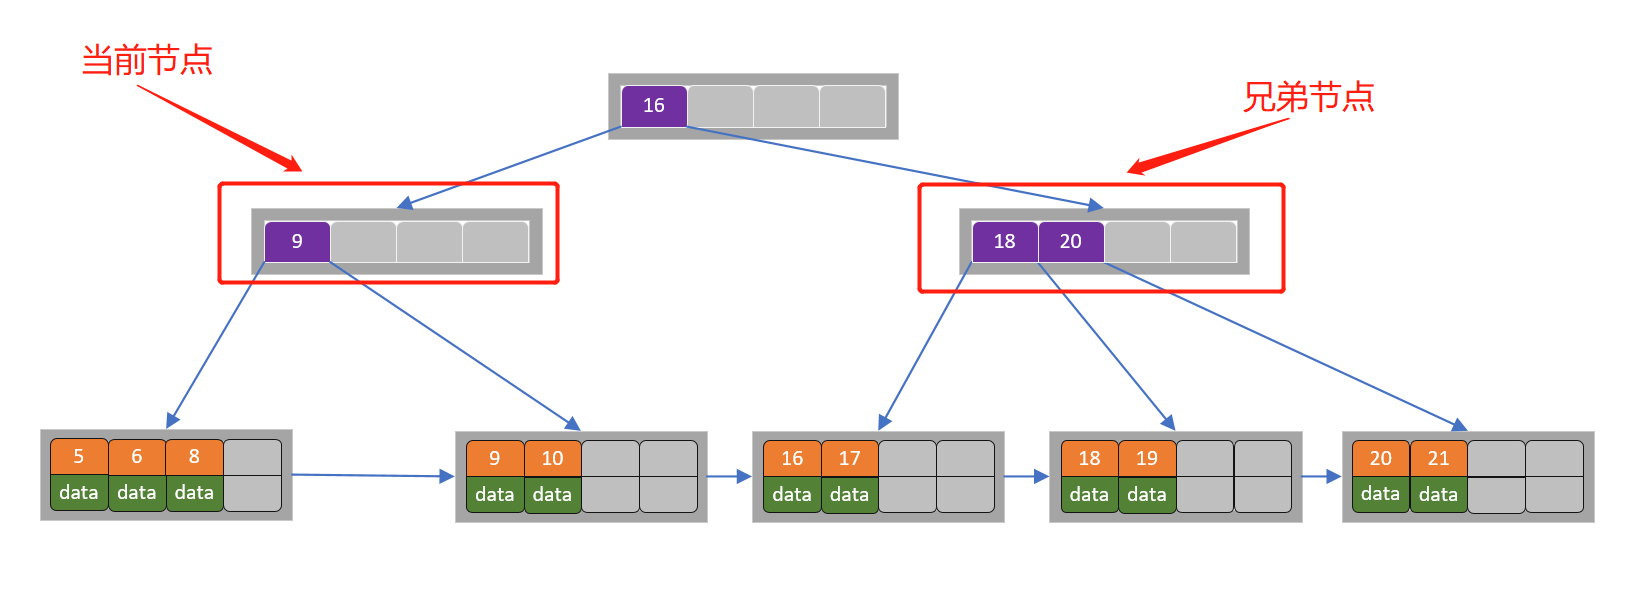 当前节点
兄弟节点
16
9
18 20
5 6 8
data data data
9 10
data data
16 17
data data
18 19
data data
20 21
data data